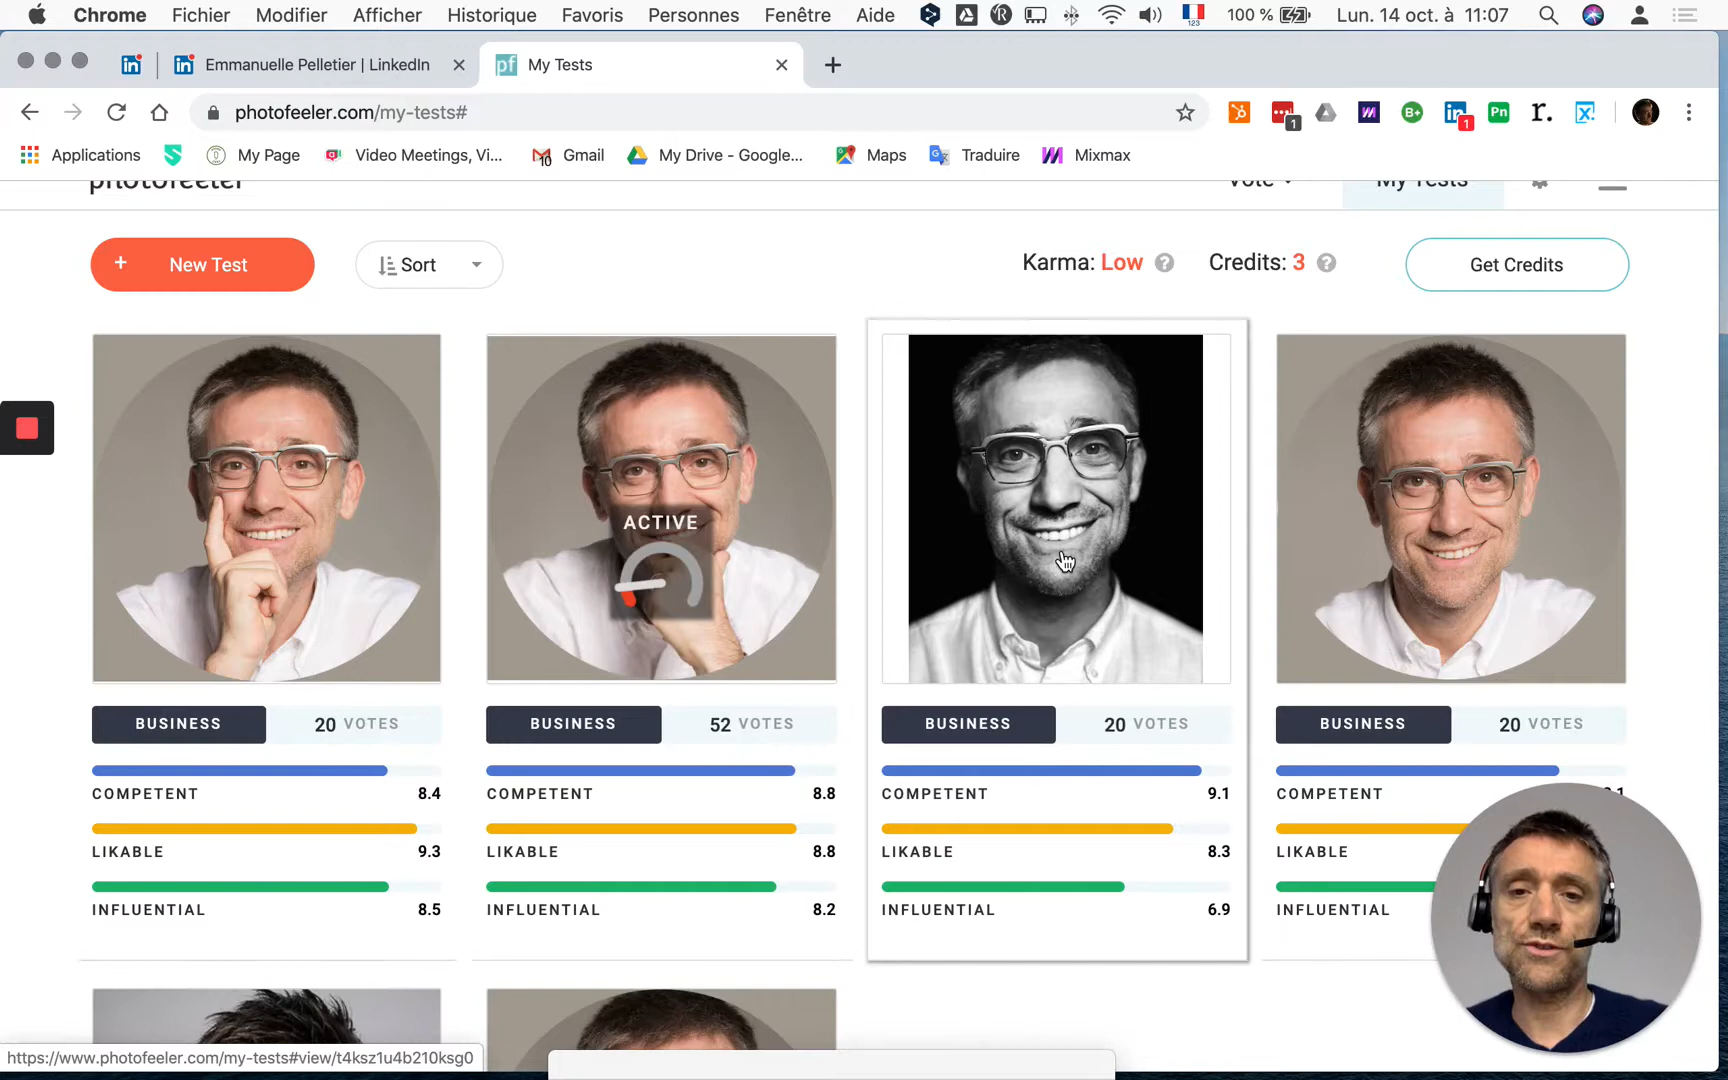 Chrome Fichier Modifier Afficher Historique Favoris Personnes Fenêtre Aide 123 100 % Lun. 14 oct. à 11:07
Emmanuelle Pelletier | LinkedIn My Tests
photofeeler.com/my-tests#
Applications My Page Video Meetings, Vi... Gmail My Drive - Google... Maps Traduire Mixmax
photofeeler Vote My Tests
+ New Test Sort Karma: Low ? Credits: 3 ? Get Credits
ACTIVE
BUSINESS 20 VOTES BUSINESS 52 VOTES BUSINESS 20 VOTES BUSINESS 20 VOTES
COMPETENT 8.4 COMPETENT 8.8 COMPETENT 9.1 COMPETENT
LIKABLE 9.3 LIKABLE 8.8 LIKABLE 8.3 LIKABLE
INFLUENTIAL 8.5 INFLUENTIAL 8.2 INFLUENTIAL 6.9 INFLUENTIAL
https://www.photofeeler.com/my-tests#view/t4ksz1u4b210ksg0